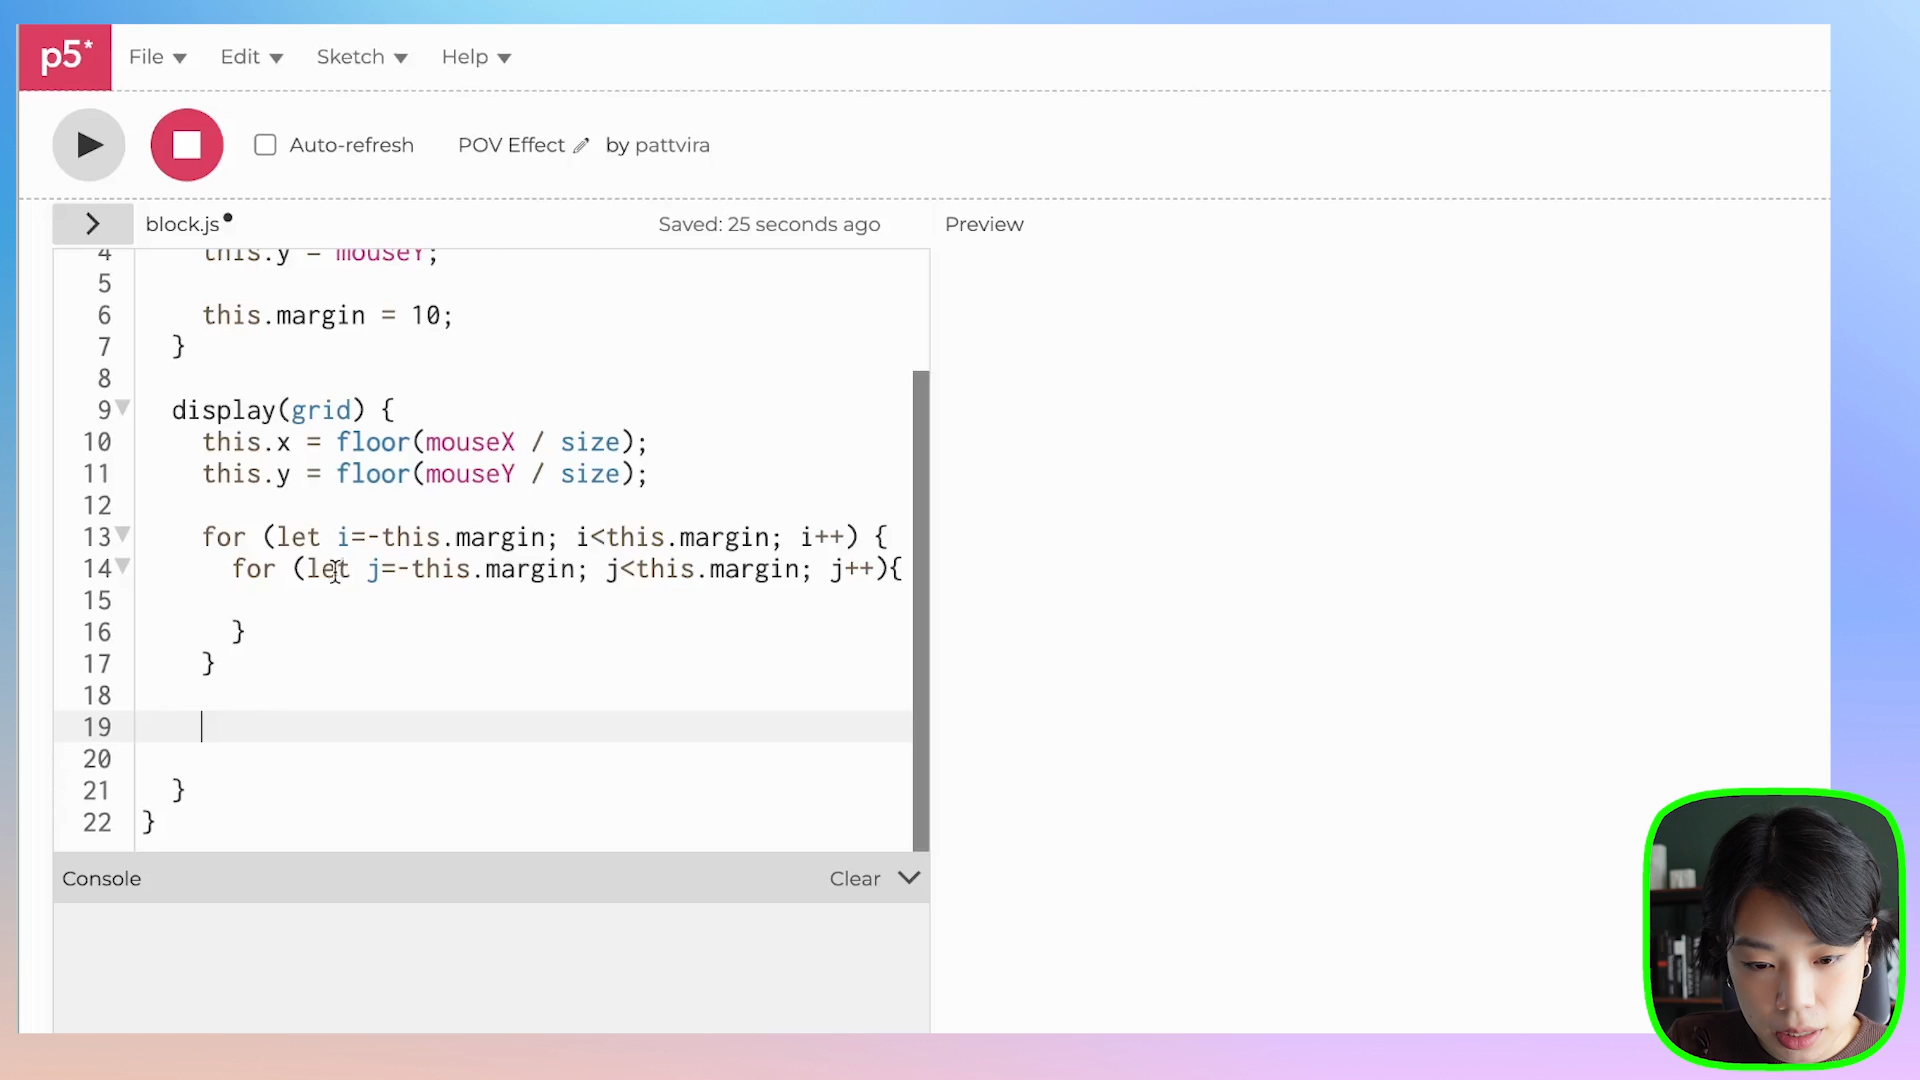 p5* File Edit Sketch Help
Auto-refresh POV Effect by pattvira
block.js Saved: 25 seconds ago Preview
4 this.y = mouseY;
5
6 this.margin = 10;
7 }
8
9 display(grid) {
10 this.x = floor(mouseX / size);
11 this.y = floor(mouseY / size);
12
13 for (let i=-this.margin; i<this.margin; i++) {
14 for (let j=-this.margin; j<this.margin; j++){
15
16 }
17 }
18
19
20
21 }
22 }
Console Clear